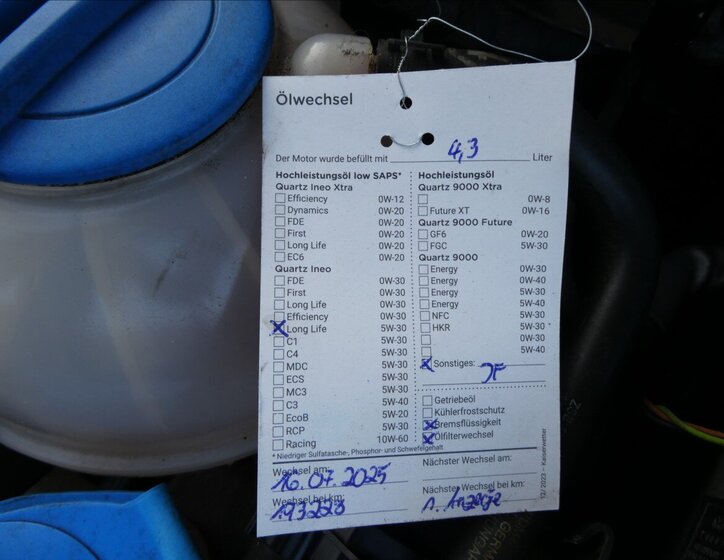 Ölwechsel
Der Motor wurde befüllt mit 4,3 Liter
Hochleistungsöl low SAPS*
Quartz Ineo Xtra
Efficiency 0W-12
Dynamics 0W-20
FDE 0W-20
First 0W-20
Long Life 0W-20
EC6 0W-20
Quartz Ineo
FDE 0W-30
First 0W-30
Long Life 0W-30
Efficiency 0W-30
X Long Life 5W-30
C1 5W-30
C4 5W-30
MDC 5W-30
ECS 5W-30
MC3 5W-30
C3 5W-40
EcoB 5W-20
RCP 5W-30
Racing 10W-60
* Niedriger Sulfatasche-, Phosphor- und Schwefelgehalt
Hochleistungsöl
Quartz 9000 Xtra
0W-8
Future XT 0W-16
Quartz 9000 Future
GF6 0W-20
FGC 5W-30
Quartz 9000
Energy 0W-30
Energy 0W-40
Energy 5W-30
Energy 5W-40
NFC 5W-30
HKR 5W-30
0W-30
5W-40
X Sonstiges:
Getriebeöl
Kühlerfrostschutz
X Bremsflüssigkeit
X Ölfilterwechsel
Wechsel am:
16.07.2025
Wechsel bei km:
193228
Nächster Wechsel am:
Nächster Wechsel bei km:
n. Anzeige
12/2023 - Kaiserwetter